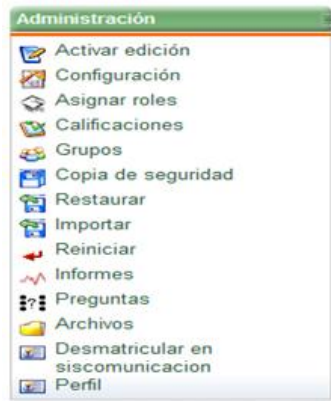 Administración
Activar edición
Configuración
Asignar roles
Calificaciones
Grupos
Copia de seguridad
Restaurar
Importar
Reiniciar
Informes
Preguntas
Archivos
Desmatricular en
siscomunicacion
Perfil